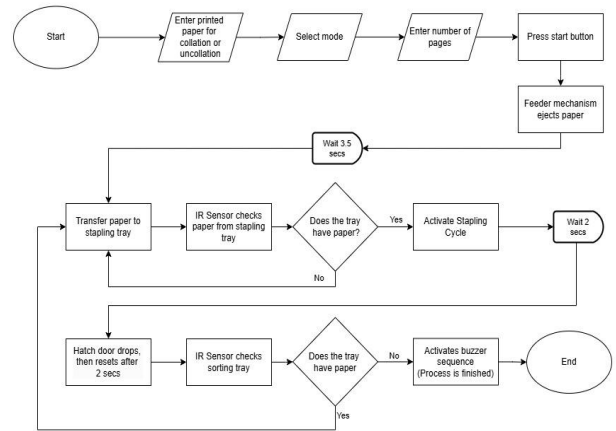 Start
Enter printed
paper for
collation or
uncollation
Select mode
Enter number of
pages
Press start button
Feeder mechanism
ejects paper
Wait 3.5
secs
Transfer paper to
stapling tray
IR Sensor checks
paper from stapling
tray
Does the tray
have paper?
Yes
No
Activate Stapling
Cycle
Wait 2
secs
Hatch door drops,
then resets after
2 secs
IR Sensor checks
sorting tray
Does the tray
have paper
No
Yes
Activates buzzer
sequence
(Process is finished)
End